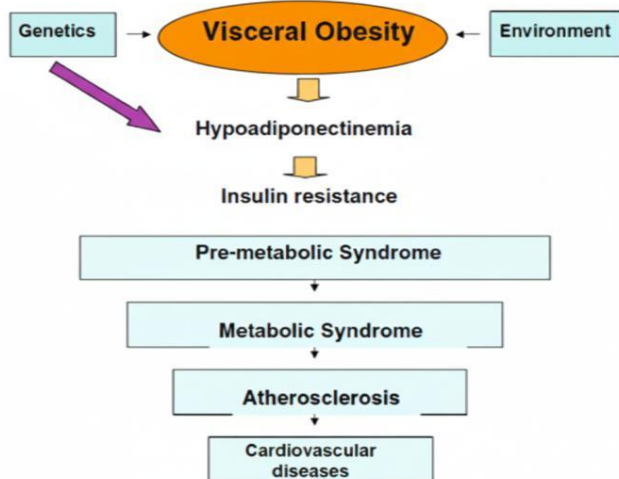 Genetics
Visceral Obesity
Environment
Hypoadiponectinemia
Insulin resistance
Pre-metabolic Syndrome
Metabolic Syndrome
Atherosclerosis
Cardiovascular
diseases